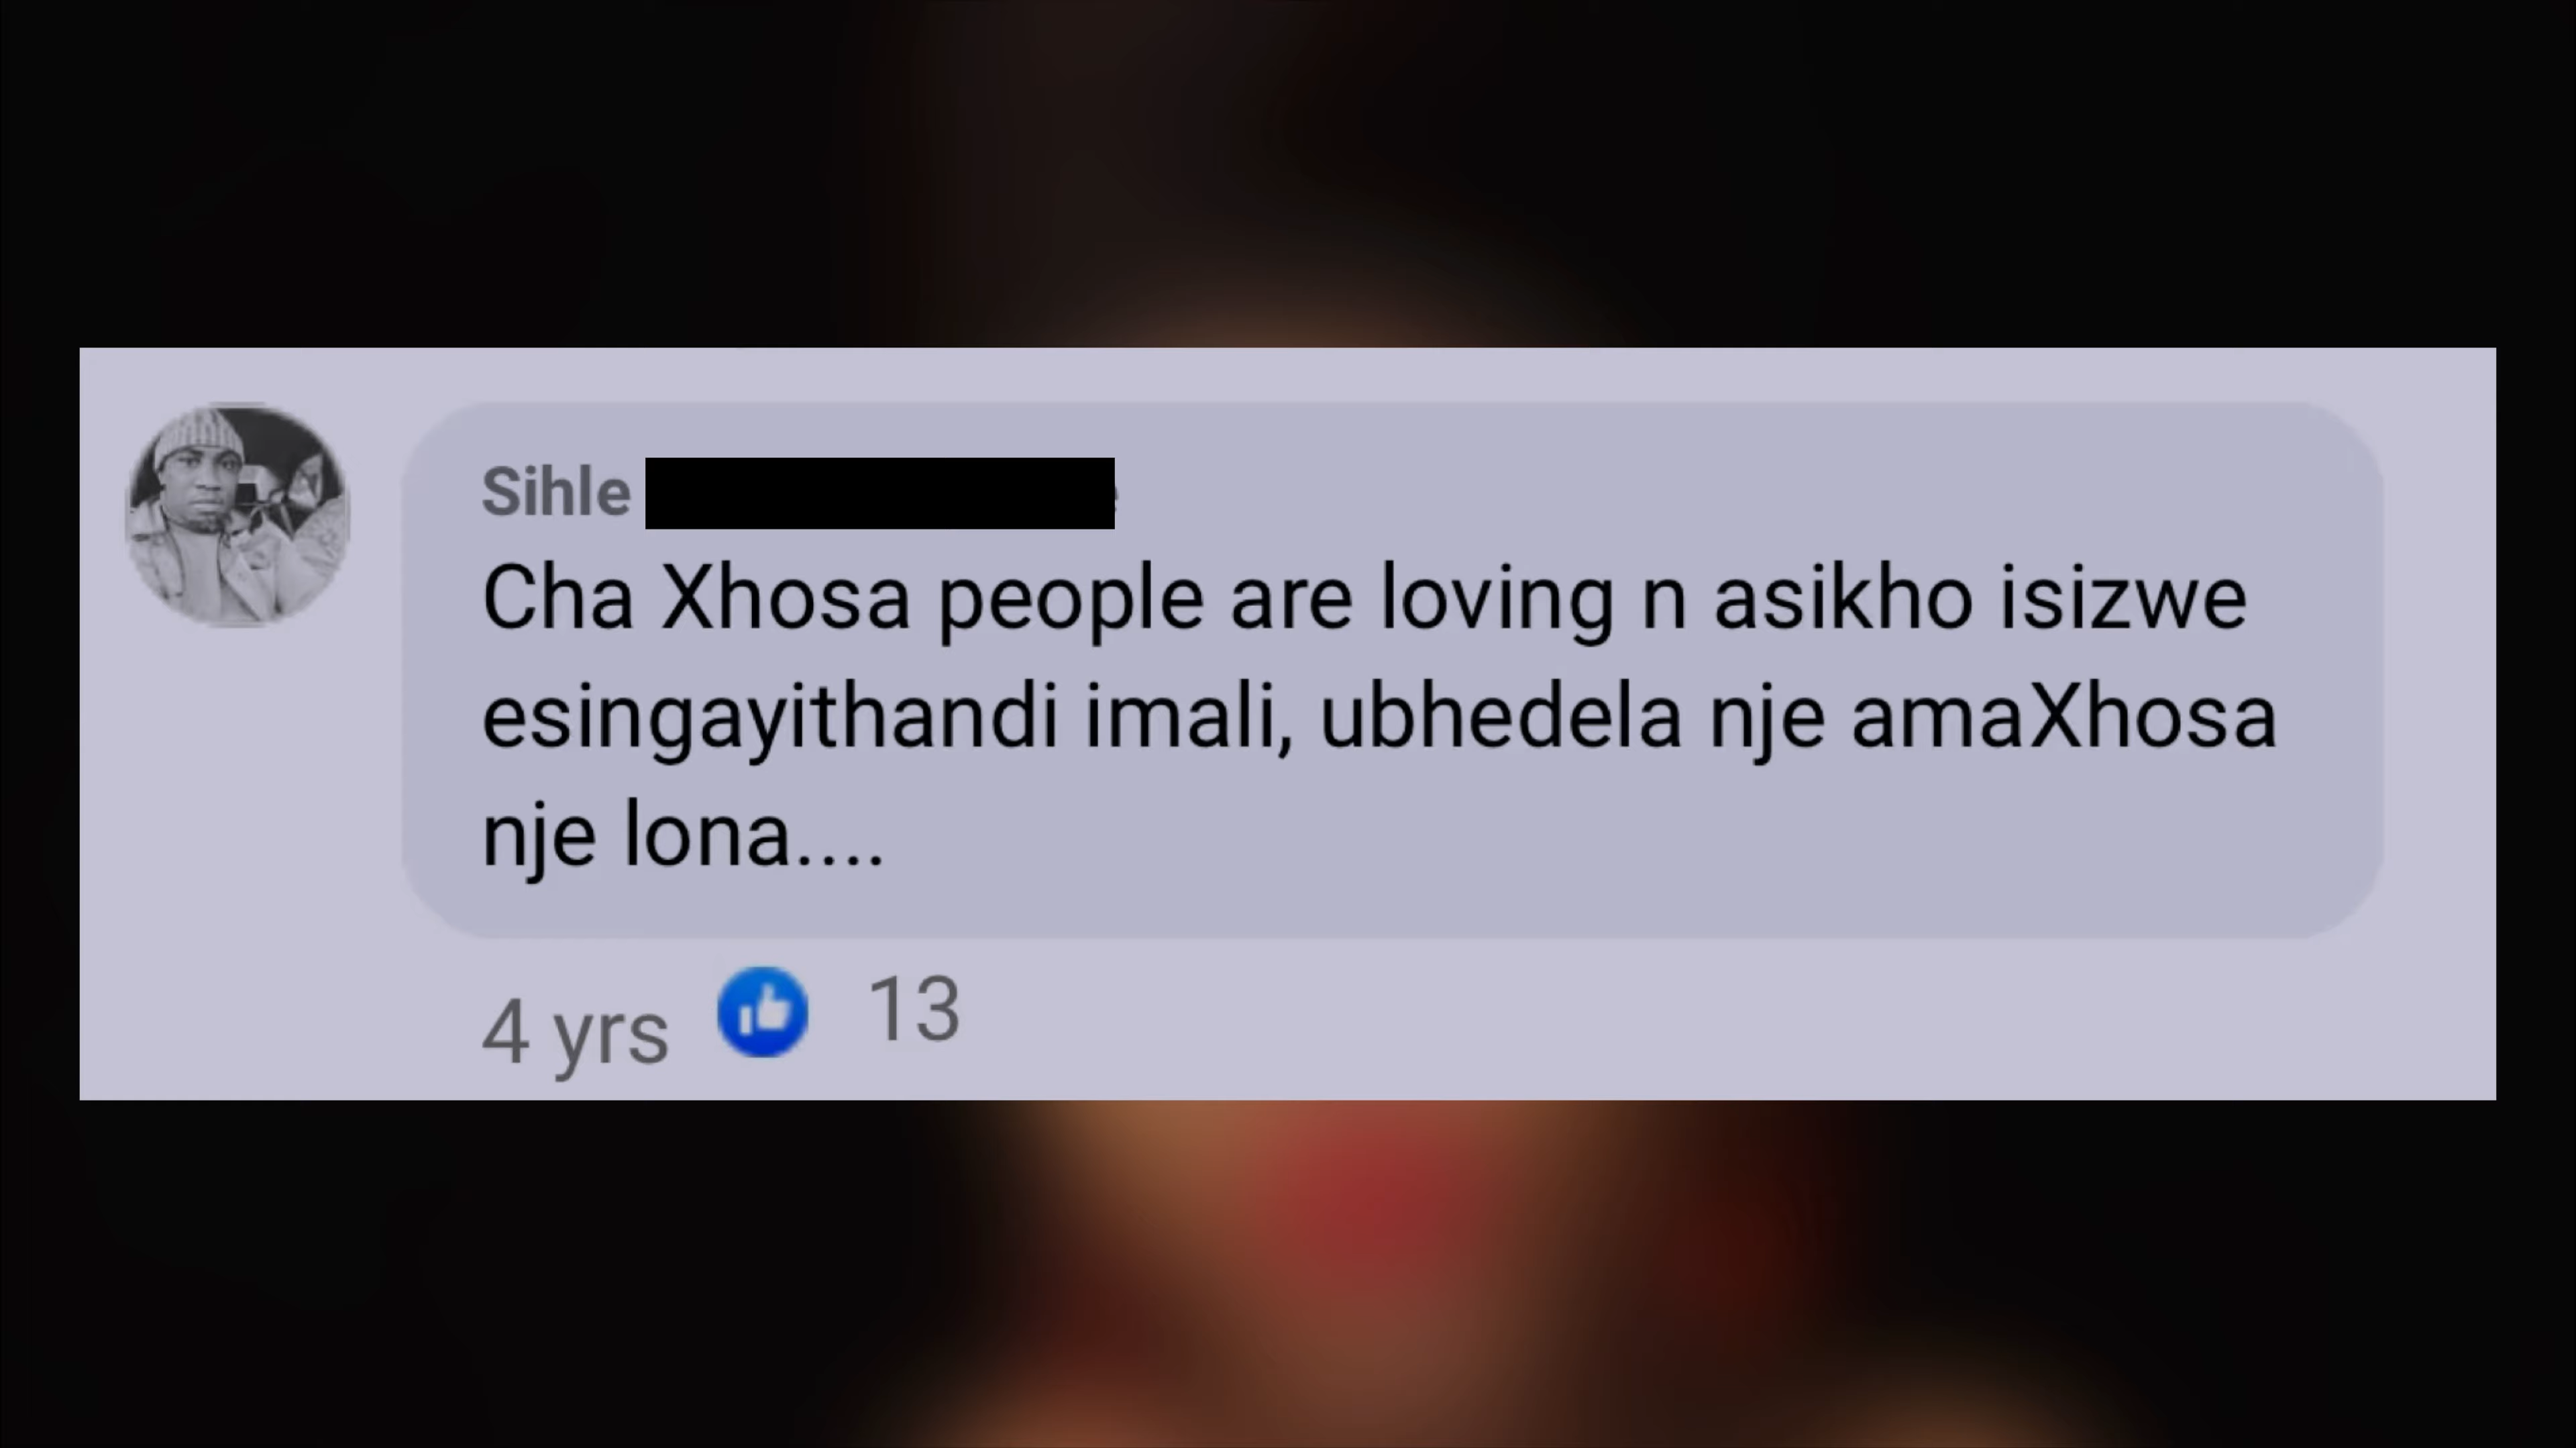 Sihle
Cha Xhosa people are loving n asikho isizwe
esingayithandi imali, ubhedela nje amaXhosa
nje lona....
4 yrs 13